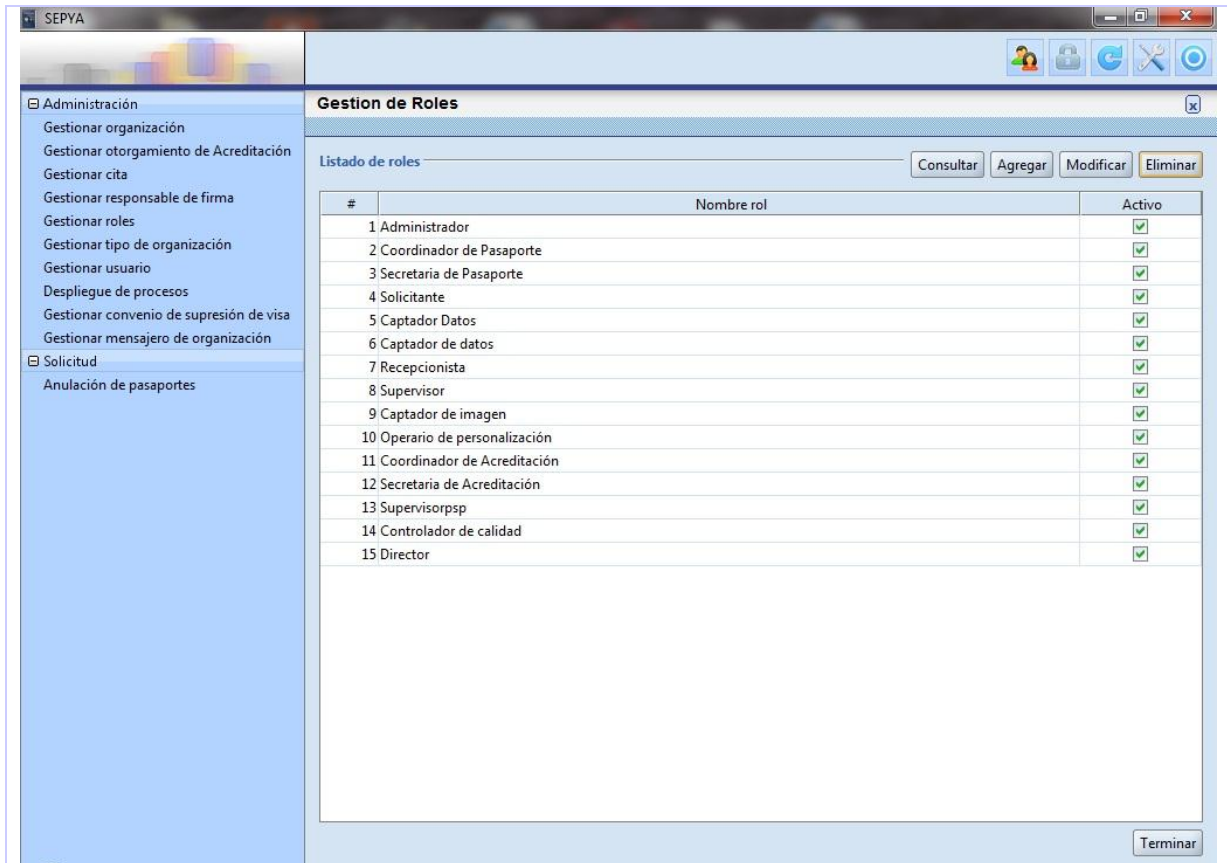 SEPYA
Administración
Gestionar organización
Gestionar otorgamiento de Acreditación
Gestionar cita
Gestionar responsable de firma
Gestionar roles
Gestionar tipo de organización
Gestionar usuario
Despliegue de procesos
Gestionar convenio de supresión de visa
Gestionar mensajero de organización
Solicitud
Anulación de pasaportes
Gestion de Roles
Listado de roles
Consultar Agregar Modificar Eliminar
# Nombre rol Activo
1 Administrador
2 Coordinador de Pasaporte
3 Secretaria de Pasaporte
4 Solicitante
5 Captador Datos
6 Captador de datos
7 Recepcionista
8 Supervisor
9 Captador de imagen
10 Operario de personalización
11 Coordinador de Acreditación
12 Secretaria de Acreditación
13 Supervisorpsp
14 Controlador de calidad
15 Director
Terminar